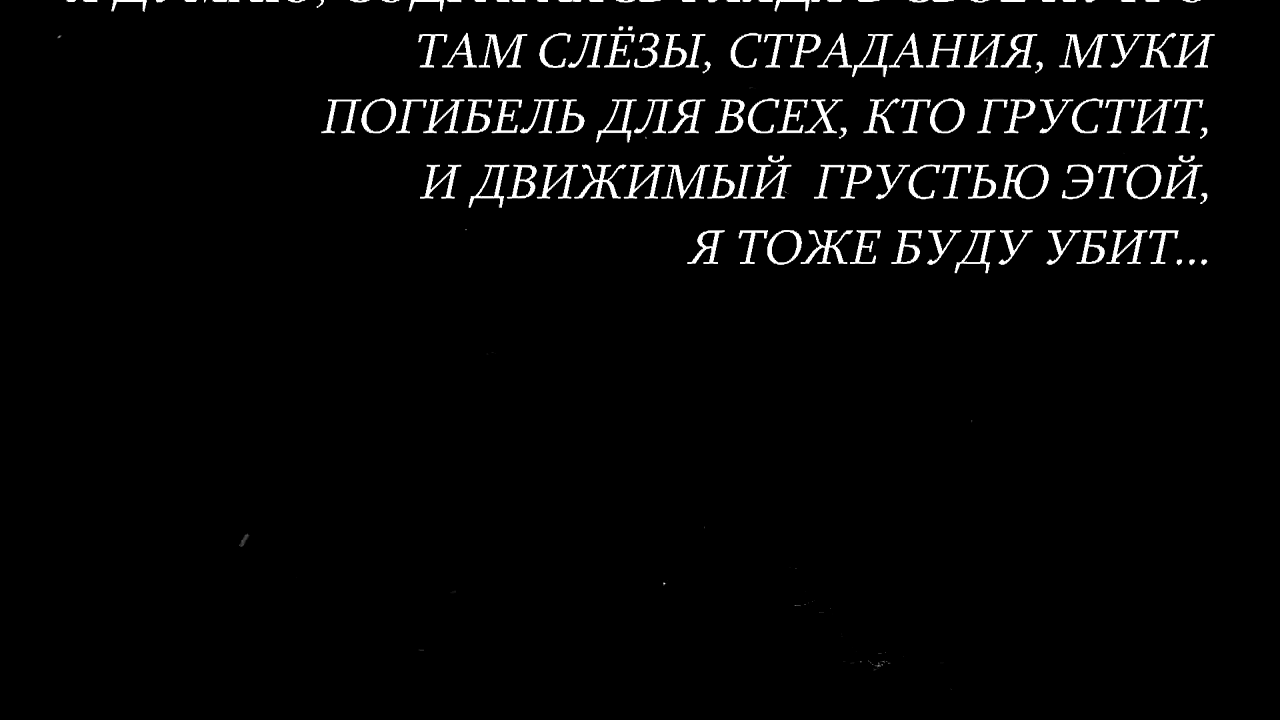 ТАМ СЛЁЗЫ, СТРАДАНИЯ, МУКИ
ПОГИБЕЛЬ ДЛЯ ВСЕХ, КТО ГРУСТИТ,
И ДВИЖИМЫЙ  ГРУСТЬЮ ЭТОЙ,
Я ТОЖЕ БУДУ УБИТ...